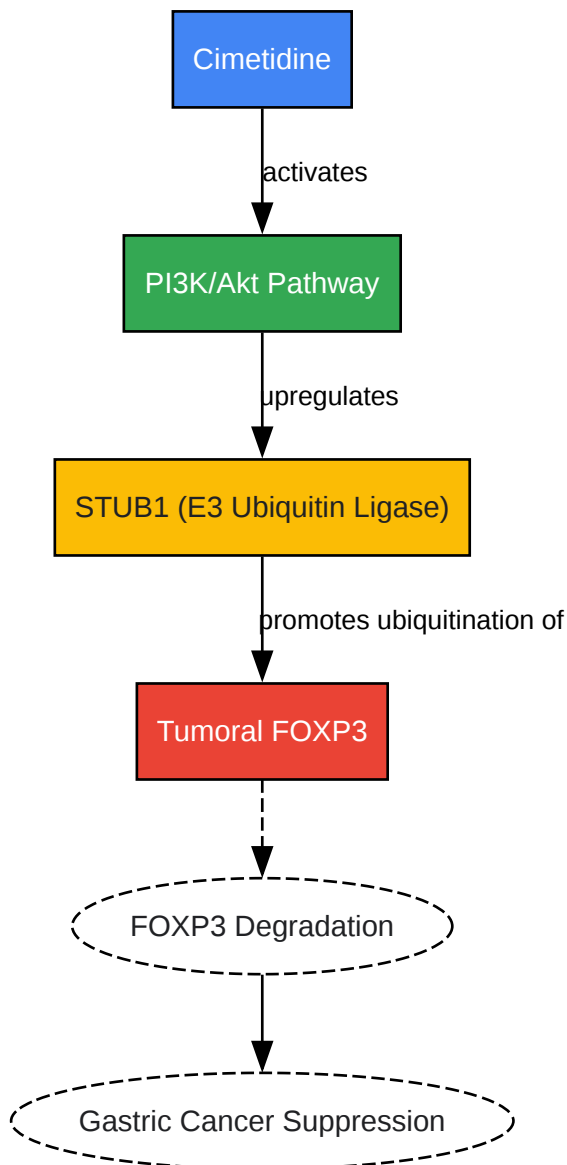 Cimetidine
activates
PI3K/Akt Pathway
upregulates
STUB1 (E3 Ubiquitin Ligase)
promotes ubiquitination of
Tumoral FOXP3
FOXP3 Degradation
Gastric Cancer Suppression